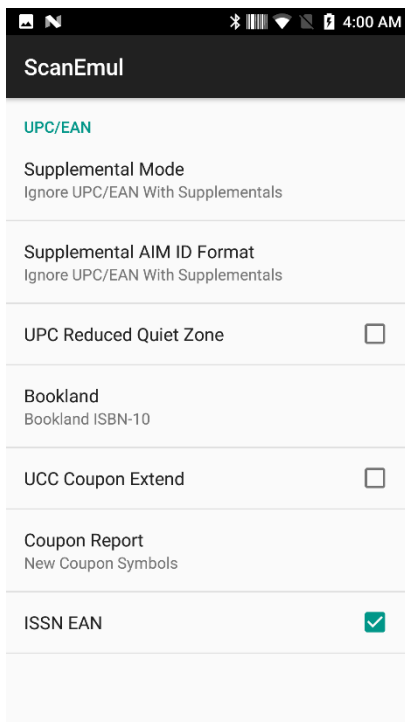 4:00 AM
ScanEmul
UPC/EAN
Supplemental Mode
Ignore UPC/EAN With Supplementals
Supplemental AIM ID Format
Ignore UPC/EAN With Supplementals
UPC Reduced Quiet Zone
Bookland
Bookland ISBN-10
UCC Coupon Extend
Coupon Report
New Coupon Symbols
ISSN EAN